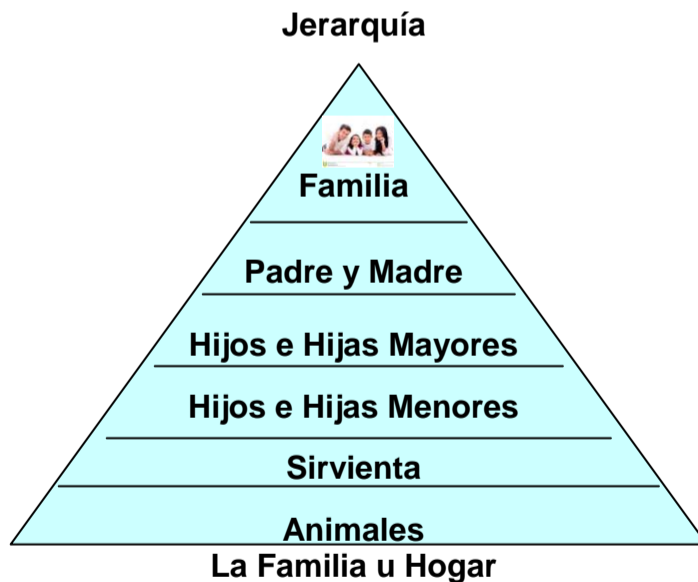 Jerarquía
Familia
Padre y Madre
Hijos e Hijas Mayores
Hijos e Hijas Menores
Sirvienta
Animales
La Familia u Hogar